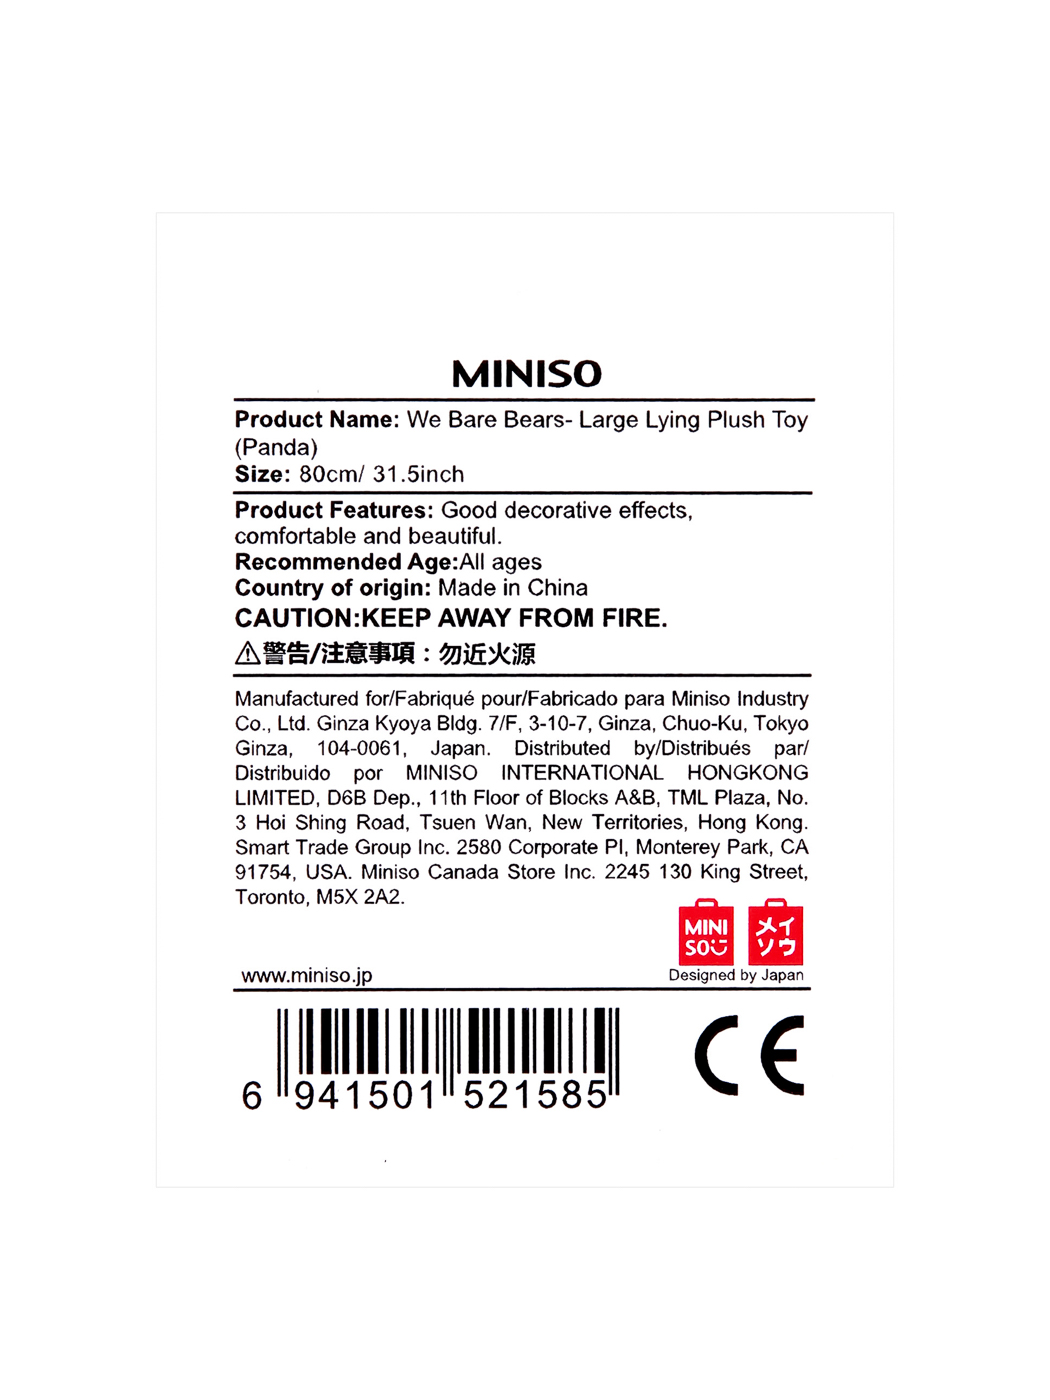 MINISO
Product Name: We Bare Bears- Large Lying Plush Toy
(Panda)
Size: 80cm/ 31.5inch
Product Features: Good decorative effects,
comfortable and beautiful.
Recommended Age:All ages
Country of origin: Made in China
CAUTION:KEEP AWAY FROM FIRE.
⚠警告/注意事項：勿近火源
Manufactured for/Fabriqué pour/Fabricado para Miniso Industry
Co., Ltd. Ginza Kyoya Bldg. 7/F, 3-10-7, Ginza, Chuo-Ku, Tokyo
Ginza, 104-0061, Japan. Distributed by/Distribués par/
Distribuido por MINISO INTERNATIONAL HONGKONG
LIMITED, D6B Dep., 11th Floor of Blocks A&B, TML Plaza, No.
3 Hoi Shing Road, Tsuen Wan, New Territories, Hong Kong.
Smart Trade Group Inc. 2580 Corporate Pl, Monterey Park, CA
91754, USA. Miniso Canada Store Inc. 2245 130 King Street,
Toronto, M5X 2A2.
MINI メイ
SO ソウ
www.miniso.jp Designed by Japan
6 941501 521585 CE